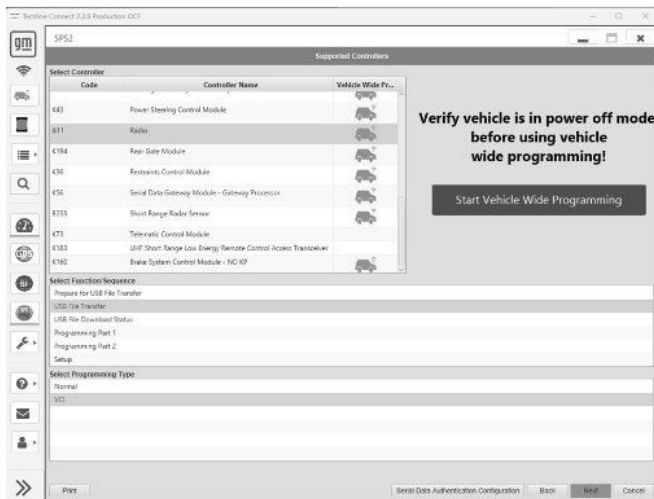 Techline Connect 2.3.6 Production OCF
gm
SPS2
Supported Controllers
Select Controller
Code Controller Name Vehicle Wide Pr...
K43 Power Steering Control Module
A11 Radio
K194 Rear Gate Module
K36 Restraints Control Module
K56 Serial Data Gateway Module - Gateway Processor
B233 Short Range Radar Sensor
K73 Telematic Control Module
K183 UHF Short Range Low Energy Remote Control Access Transceiver
K160 Brake System Control Module - NO KP
Verify vehicle is in power off mode
before using vehicle
wide programming!
Start Vehicle Wide Programming
Select Function/Sequence
Prepare for USB File Transfer
USB File Transfer
USB File Download Status
Programming Part 1
Programming Part 2
Setup
Select Programming Type
Normal
VCI
Print Serial Data Authentication Configuration Back Next Cancel